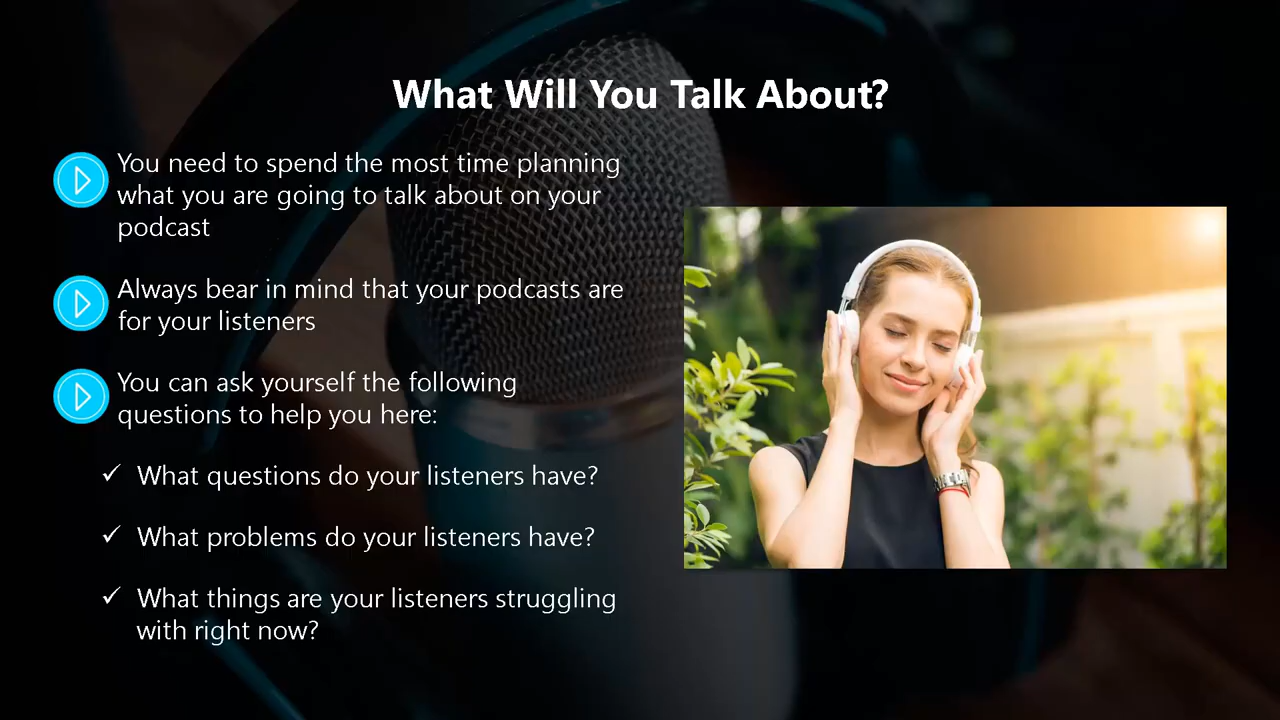 What Will You Talk About?
You need to spend the most time planning
what you are going to talk about on your
podcast
Always bear in mind that your podcasts are
for your listeners
You can ask yourself the following
questions to help you here:
✓ What questions do your listeners have?
✓ What problems do your listeners have?
✓ What things are your listeners struggling
with right now?